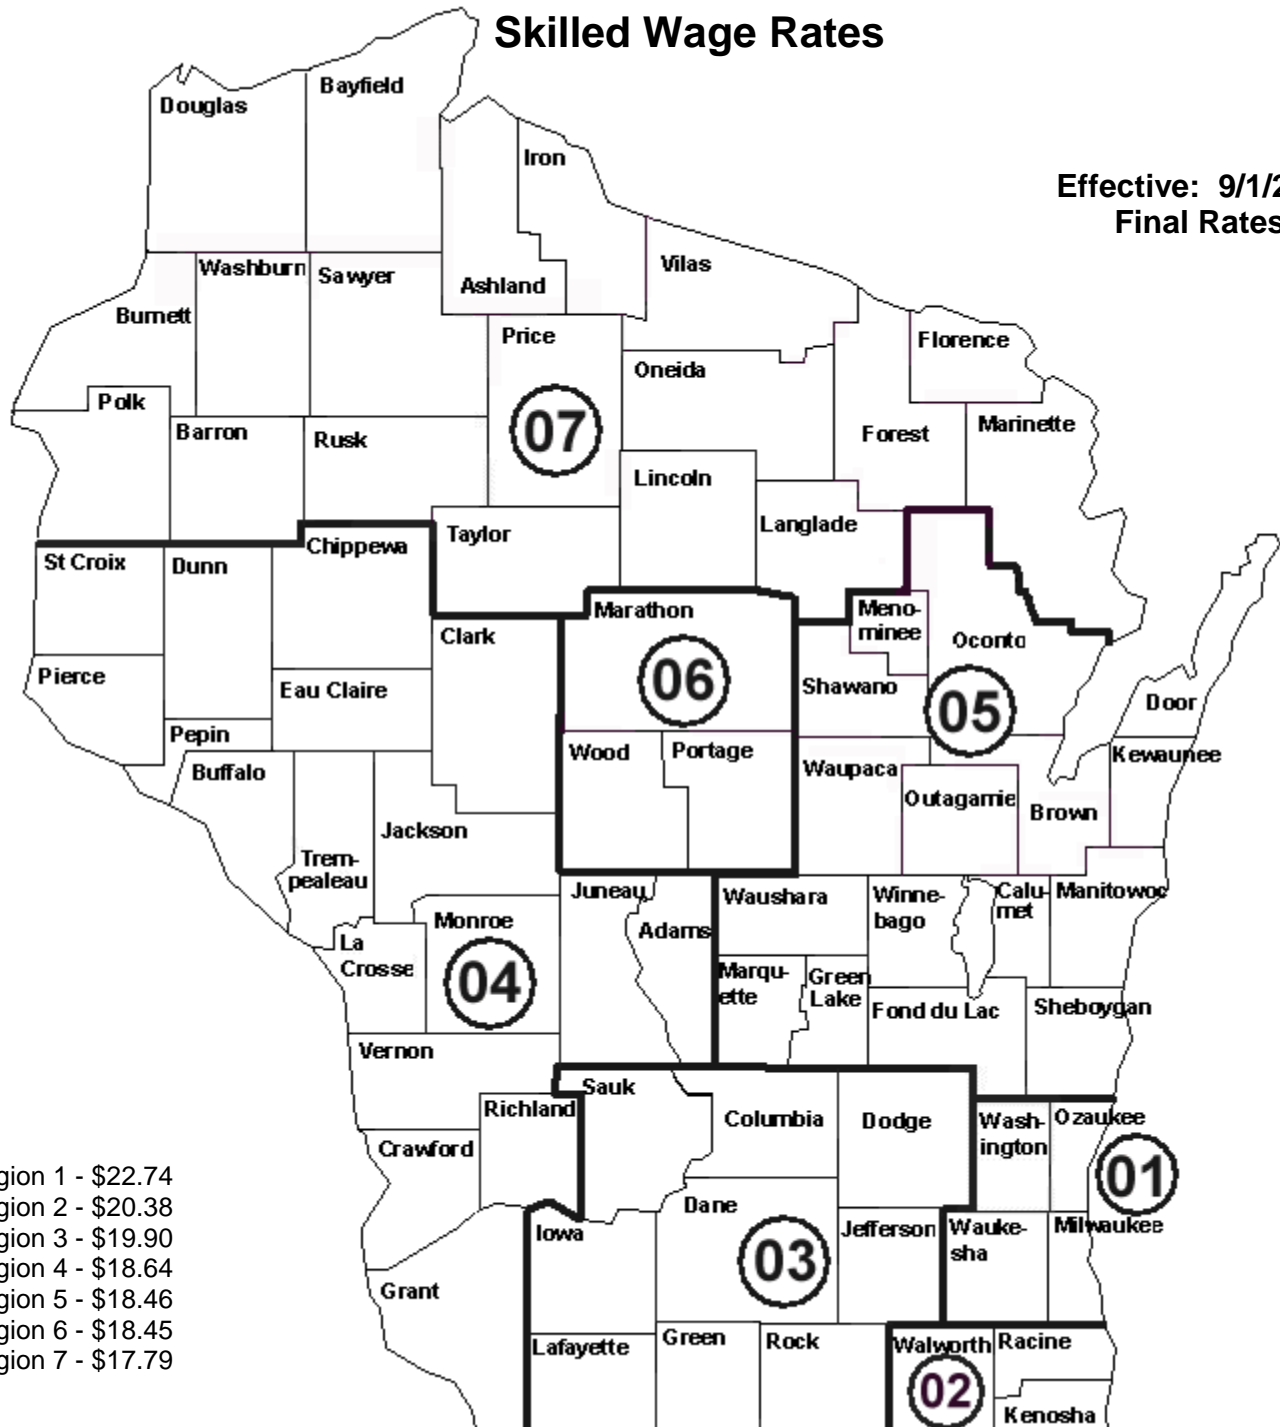 Skilled Wage Rates
Bayfield
Douglas
Iron
Effective: 9/1/2
Final Rates
Washburn
Sawyer
Vilas
Ashland
Burnett
Price
Florence
Oneida
Polk
07
Barron
Rusk
Forest
Marinette
Lincoln
Langlade
Taylor
Chippewa
St Croix
Dunn
Marathon
Meno-
minee
Clark
Oconto
06
Pierce
Eau Claire
Shawano
05
Door
Pepin
Buffalo
Wood
Portage
Waupaca
Kewaunee
Outagamie
Brown
Jackson
Trem-
pealeau
Juneau
Waushara
Winne-
bago
Calu-
met
Manitowoc
Monroe
Adams
La
Crosse
04
Marqu-
ette
Green
Lake
Fond du Lac
Sheboygan
Vernon
Sauk
Richland
Columbia
Dodge
Wash-
ington
Ozaukee
Crawford
01
gion 1 - $22.74
gion 2 - $20.38
gion 3 - $19.90
gion 4 - $18.64
gion 5 - $18.46
gion 6 - $18.45
gion 7 - $17.79
Dane
Iowa
Jefferson
Wauke-
sha
Milwaukee
03
Grant
Lafayette
Green
Rock
Walworth
Racine
02
Kenosha